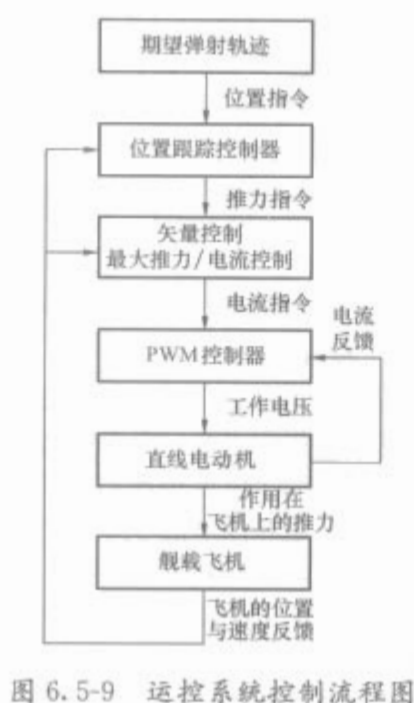 期望弹射轨迹
位置指令
位置跟踪控制器
推力指令
矢量控制
最大推力/电流控制
电流指令
电流
反馈
PWM控制器
工作电压
直线电动机
作用在
飞机上的推力
舰载飞机
飞机的位置
与速度反馈
图 6.5-9 运控系统控制流程图